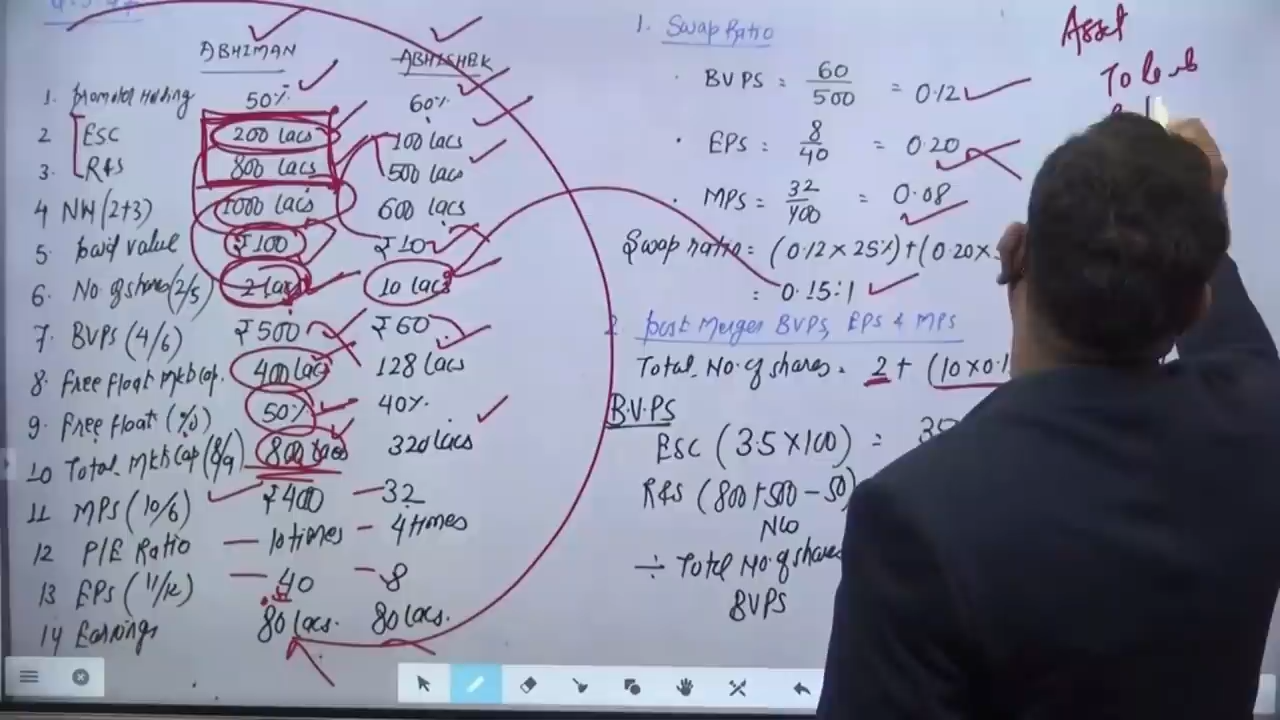 ABHIMAN ABHISHEK
1. promotor Holding 50% 60%
2 ESC 200 lacs 100 lacs
3. R&S 800 lacs 500 lacs
4 NW (2+3) 1000 lacs 600 lacs
5. paid value ₹100 ₹10
6. No. of shares (2/5) 2 lacs 10 lacs
7. BVPS (4/6) ₹500 ₹60
8. Free Float Mkt Cap. 400 lacs 128 lacs
9. Free Float (%) 50% 40%
10 Total Mkt Cap (8/9) 800 lacs 320 lacs
11 MPS (10/6) ₹400 32
12 P/E Ratio 10 times 4 times
13 EPS (11/12) 40 8
14 Earnings 80 lacs. 80 lacs.
1. Swap Ratio
· BVPS = 60/500 = 0.12
· EPS = 8/40 = 0.20
· MPS = 32/400 = 0.08
Swap ratio = (0.12 × 25%) + (0.20 ×
= 0.15:1
2. post Merger BVPS, EPS & MPS
Total No. of shares = 2 + (10 × 0.1
B.V.PS
ESC (3.5 × 100) = 35
R&S (800 + 500 - 50)
NW
÷ Total No. of shares
BVPS
Asset